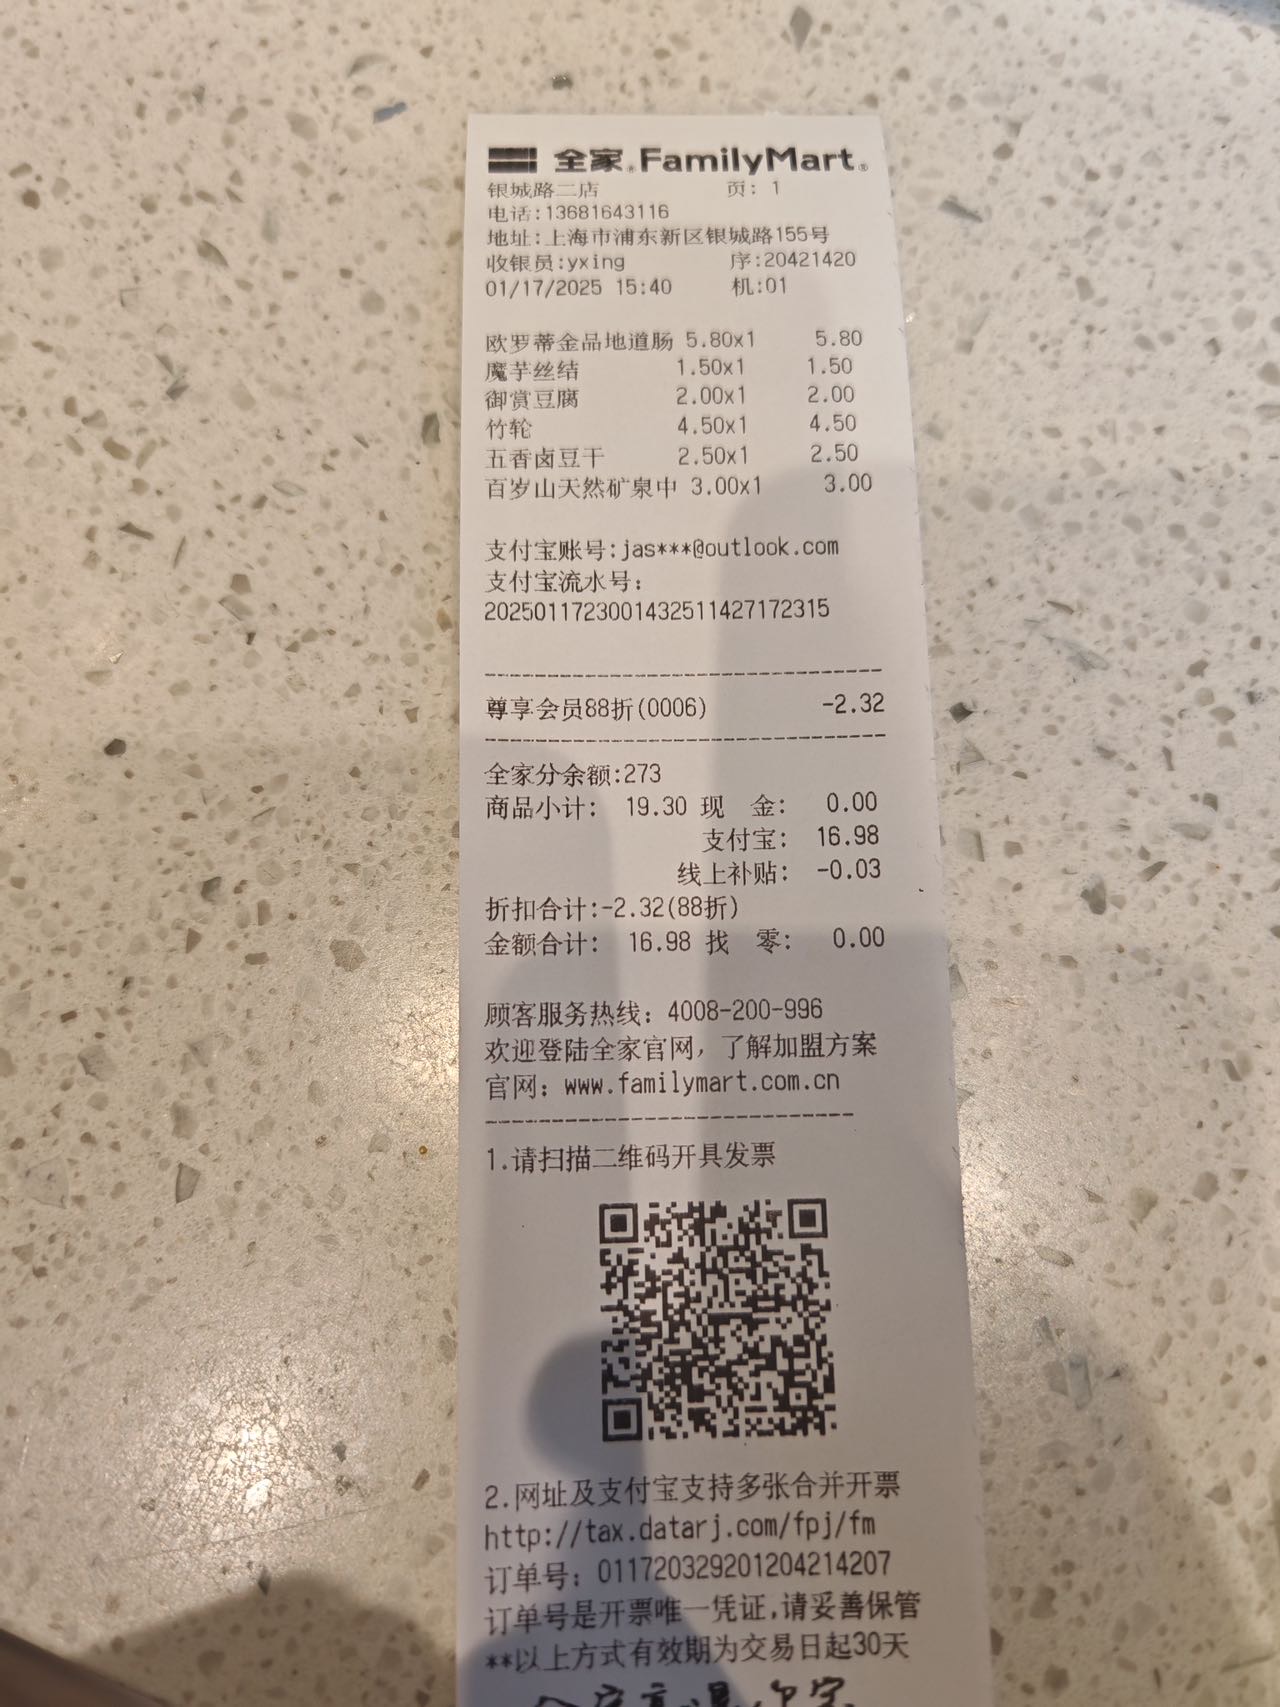 全家 FamilyMart
银城路二店 页: 1
电话:13681643116
地址:上海市浦东新区银城路155号
收银员:yxing 序:20421420
01/17/2025 15:40 机:01
欧罗蒂金品地道肠 5.80x1 5.80
魔芋丝结 1.50x1 1.50
御赏豆腐 2.00x1 2.00
竹轮 4.50x1 4.50
五香卤豆干 2.50x1 2.50
百岁山天然矿泉中 3.00x1 3.00
支付宝账号:jas***@outlook.com
支付宝流水号:
2025011723001432511427172315
尊享会员88折(0006) -2.32
全家分余额:273
商品小计: 19.30 现 金: 0.00
支付宝: 16.98
线上补贴: -0.03
折扣合计:-2.32(88折)
金额合计: 16.98 找 零: 0.00
顾客服务热线: 4008-200-996
欢迎登陆全家官网，了解加盟方案
官网: www.familymart.com.cn
1.请扫描二维码开具发票
2.网址及支付宝支持多张合并开票
http://tax.datarj.com/fpj/fm
订单号: 011720329201204214207
订单号是开票唯一凭证,请妥善保管
**以上方式有效期为交易日起30天